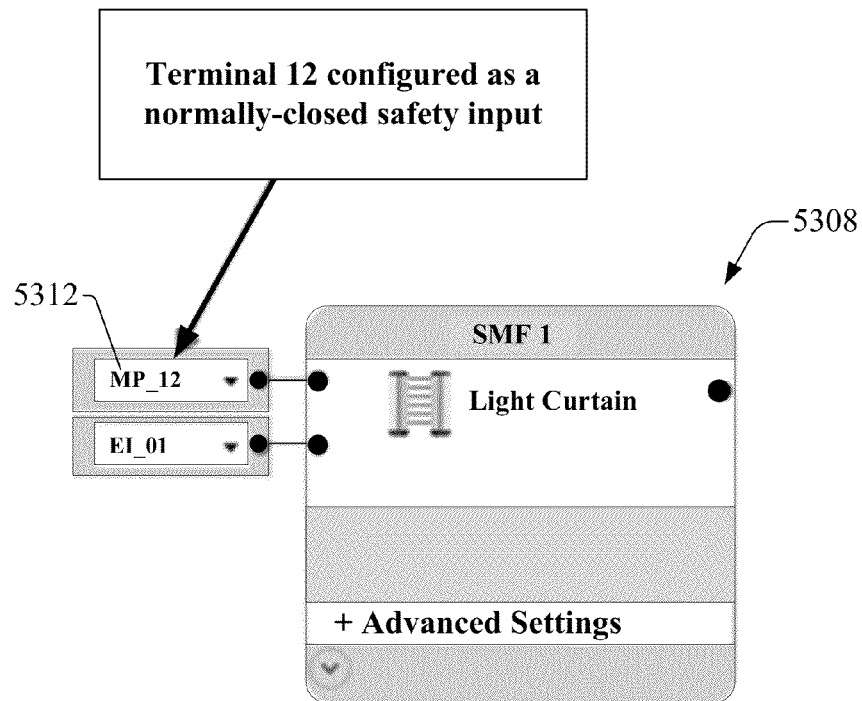 Terminal 12 configured as a
normally-closed safety input
5308
5312
SMF 1
MP_12
Light Curtain
EI_01
+ Advanced Settings